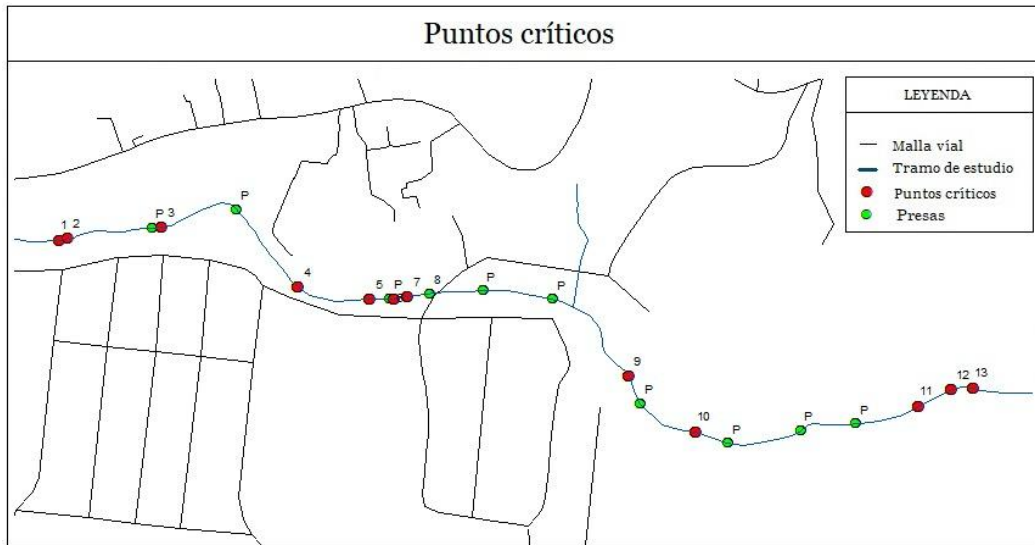 Puntos críticos
LEYENDA
Malla víal
Tramo de estudio
Puntos críticos
Presas
1 2
P 3
P
4
5 P 7 8
P
P
9
P
10
P
P
P
11
12 13